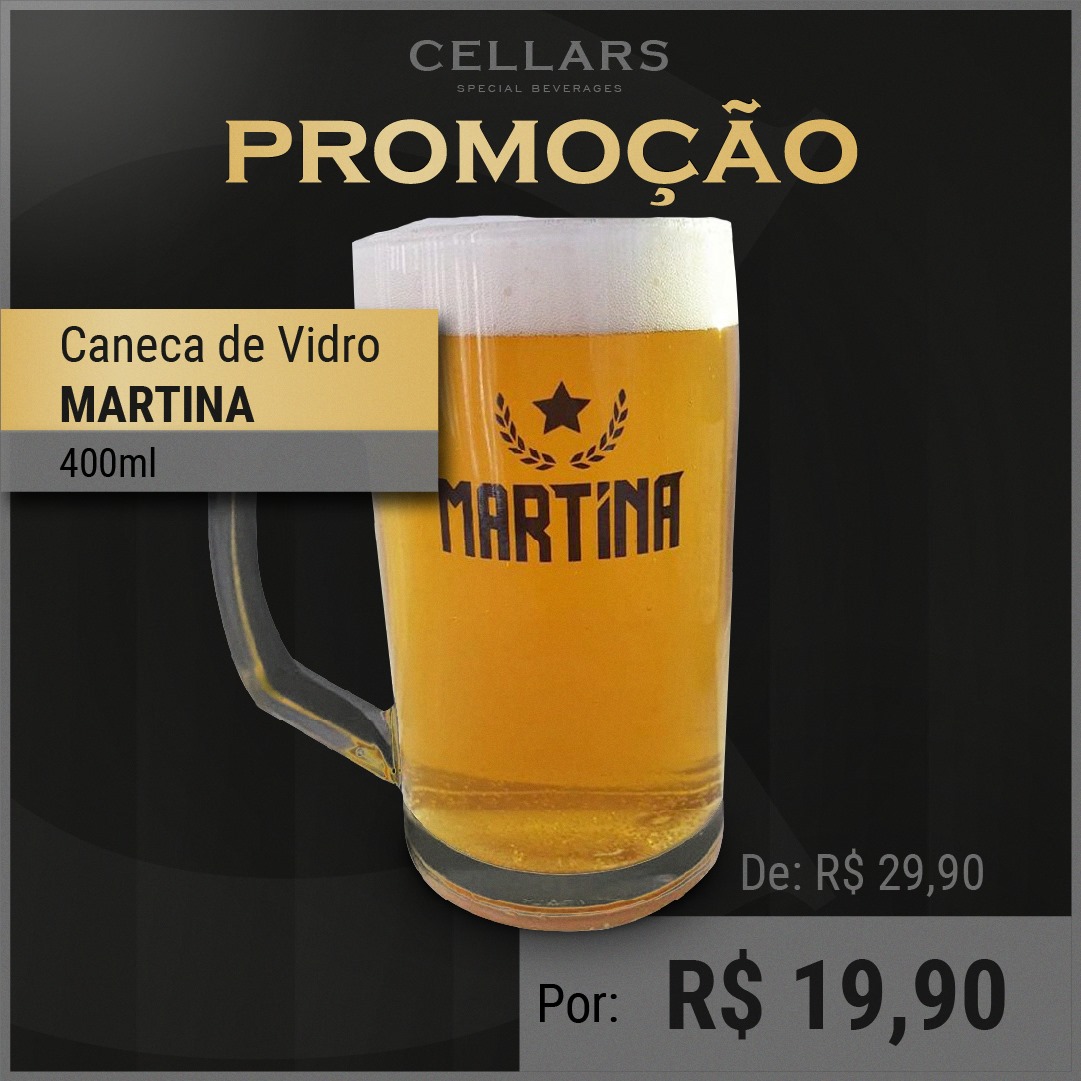 CELLARS
SPECIAL BEVERAGES
PROMOÇÃO
Caneca de Vidro
MARTINA
400ml
MARTINA
De: R$ 29,90
Por: R$ 19,90